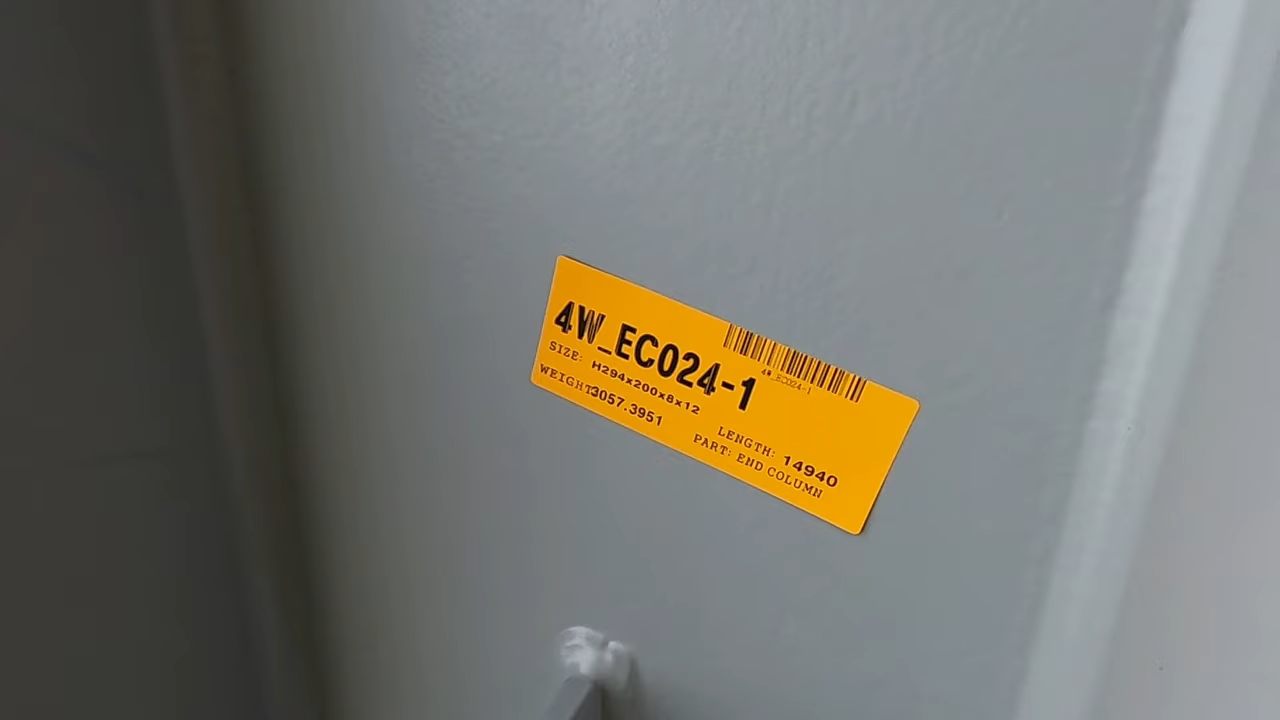 4W_EC024-1
4W_EC024-1
SIZE: H294x200x8x12
WEIGHT: 3057.3951
LENGTH: 14940
PART: END COLUMN